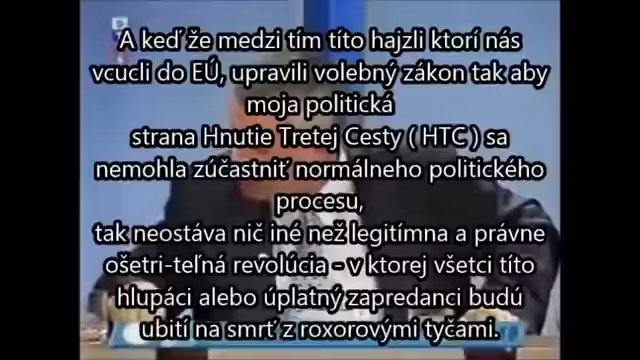 A keď že medzi tím títo hajzli ktorí nás
vcucli do EÚ, upravili volebný zákon tak aby
moja politická
strana Hnutie Tretej Cesty ( HTC ) sa
nemohla zúčastniť normálneho politického
procesu,
tak neostáva nič iné než legitímna a právne
ošetri-teľná revolúcia - v ktorej všetci títo
hlupáci alebo úplatný zapredanci budú
ubití na smrť z roxorovými tyčami.